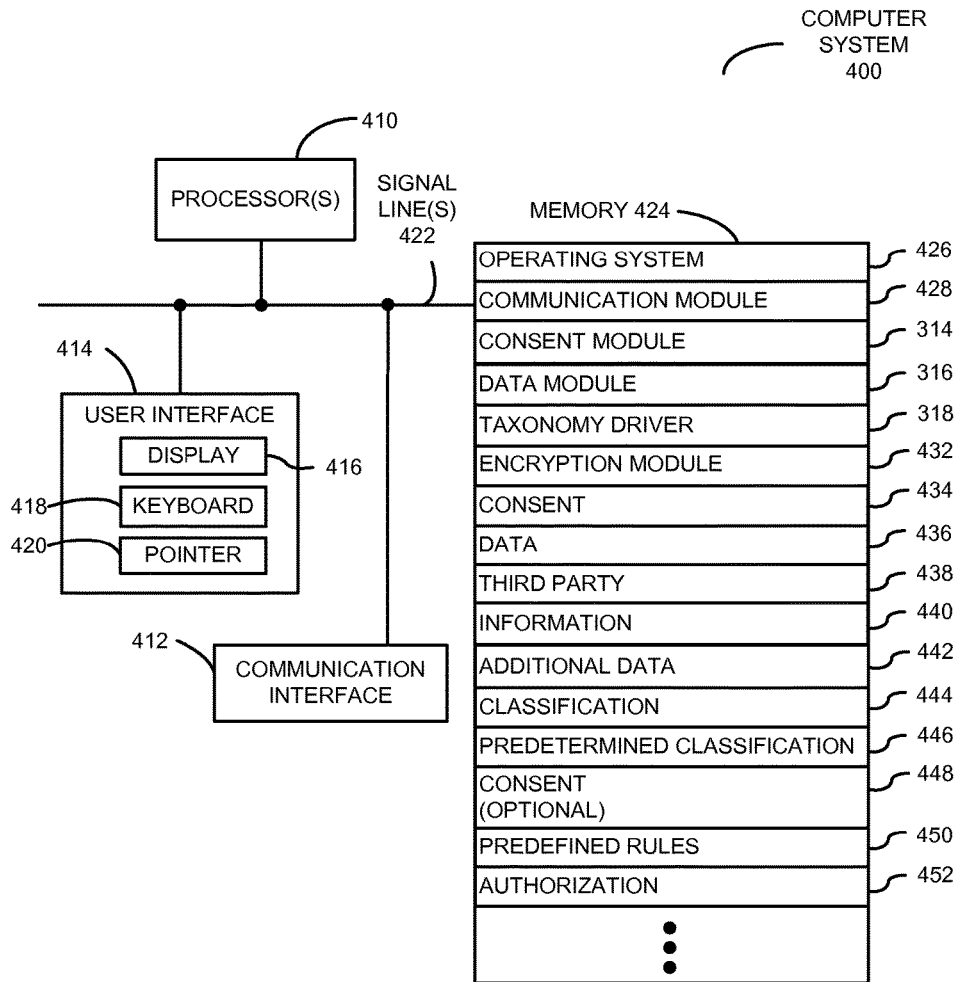 COMPUTER
SYSTEM
400
410
PROCESSOR(S)
SIGNAL
LINE(S)
422
MEMORY 424
OPERATING SYSTEM 426
COMMUNICATION MODULE 428
CONSENT MODULE 314
DATA MODULE 316
TAXONOMY DRIVER 318
ENCRYPTION MODULE 432
CONSENT 434
DATA 436
THIRD PARTY 438
INFORMATION 440
ADDITIONAL DATA 442
CLASSIFICATION 444
PREDETERMINED CLASSIFICATION 446
CONSENT 448
(OPTIONAL)
PREDEFINED RULES 450
AUTHORIZATION 452
414
USER INTERFACE
DISPLAY 416
418 KEYBOARD
420 POINTER
412
COMMUNICATION
INTERFACE